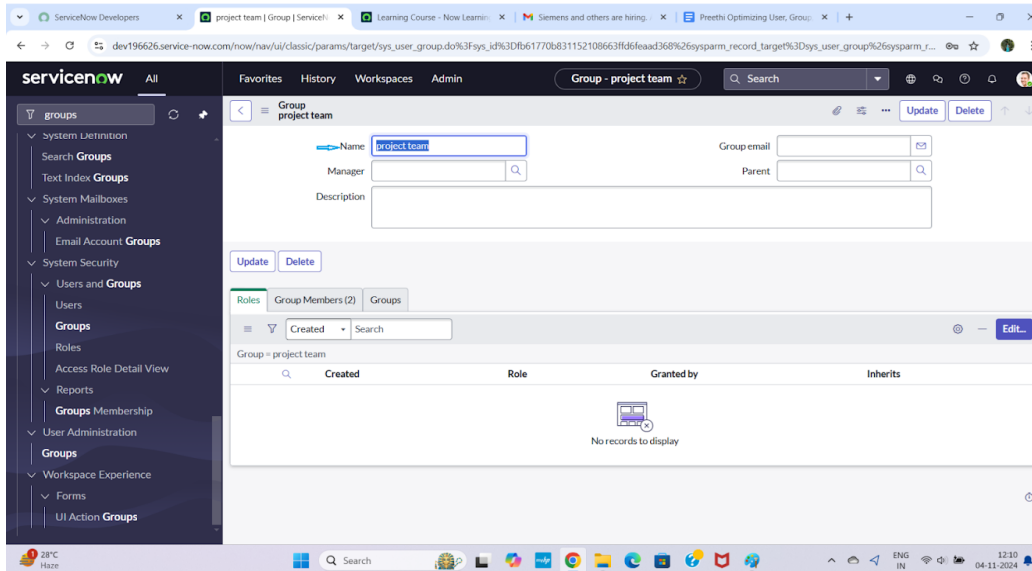 ServiceNow Developers
project team | Group | ServiceN
Learning Course - Now Learnin
Siemens and others are hiring.
Preethi Optimizing User, Group
dev196626.service-now.com/now/nav/ui/classic/params/target/sys_user_group.do%3Fsys_id%3Dfb61770b831152108663ffd6feaad368%26sysparm_record_target%3Dsys_user_group%26sysparm_r...
servicenow All Favorites History Workspaces Admin Group - project team Search
groups
System Definition
Search Groups
Text Index Groups
System Mailboxes
Administration
Email Account Groups
System Security
Users and Groups
Users
Groups
Roles
Access Role Detail View
Reports
Groups Membership
User Administration
Groups
Workspace Experience
Forms
UI Action Groups
Group
project team
Update Delete
Name project team Group email
Manager Parent
Description
Update Delete
Roles Group Members (2) Groups
Created Search Edit...
Group = project team
Created Role Granted by Inherits
No records to display
1 28°C
Haze
Search
ENG
IN
12:10
04-11-2024